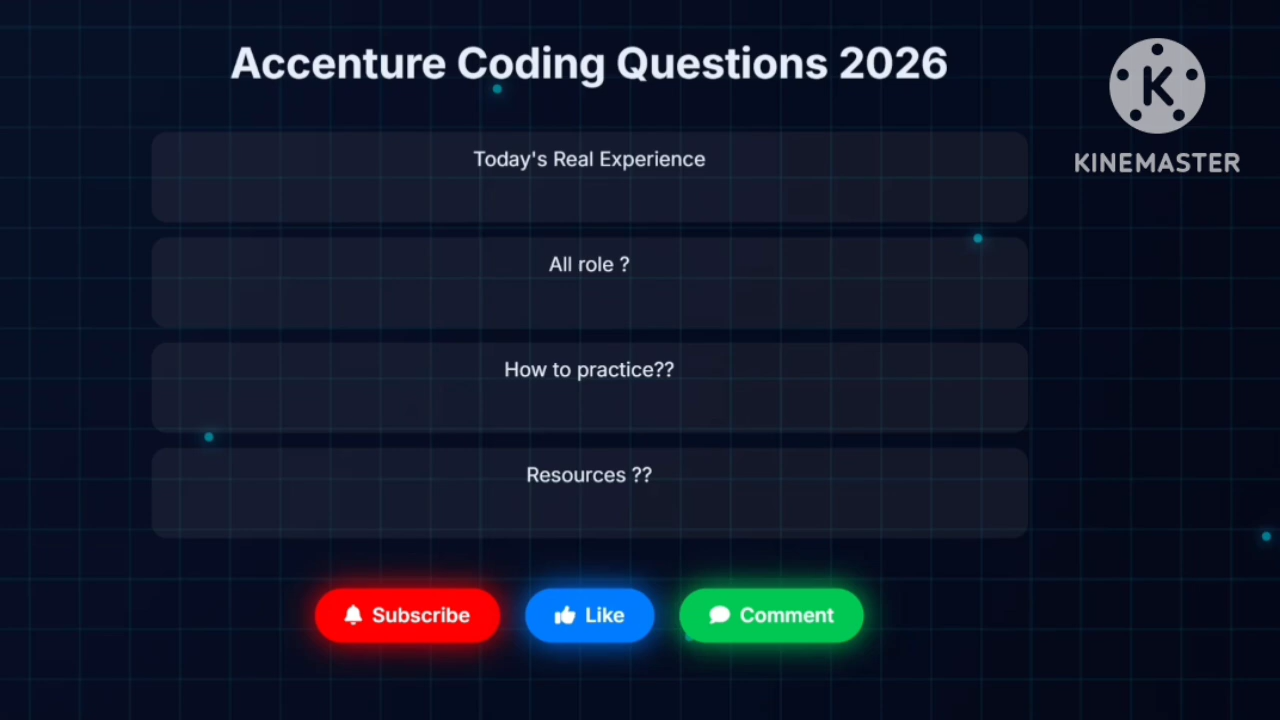 Accenture Coding Questions 2026
K
KINEMASTER
Today's Real Experience
All role ?
How to practice??
Resources ??
Subscribe
Like
Comment